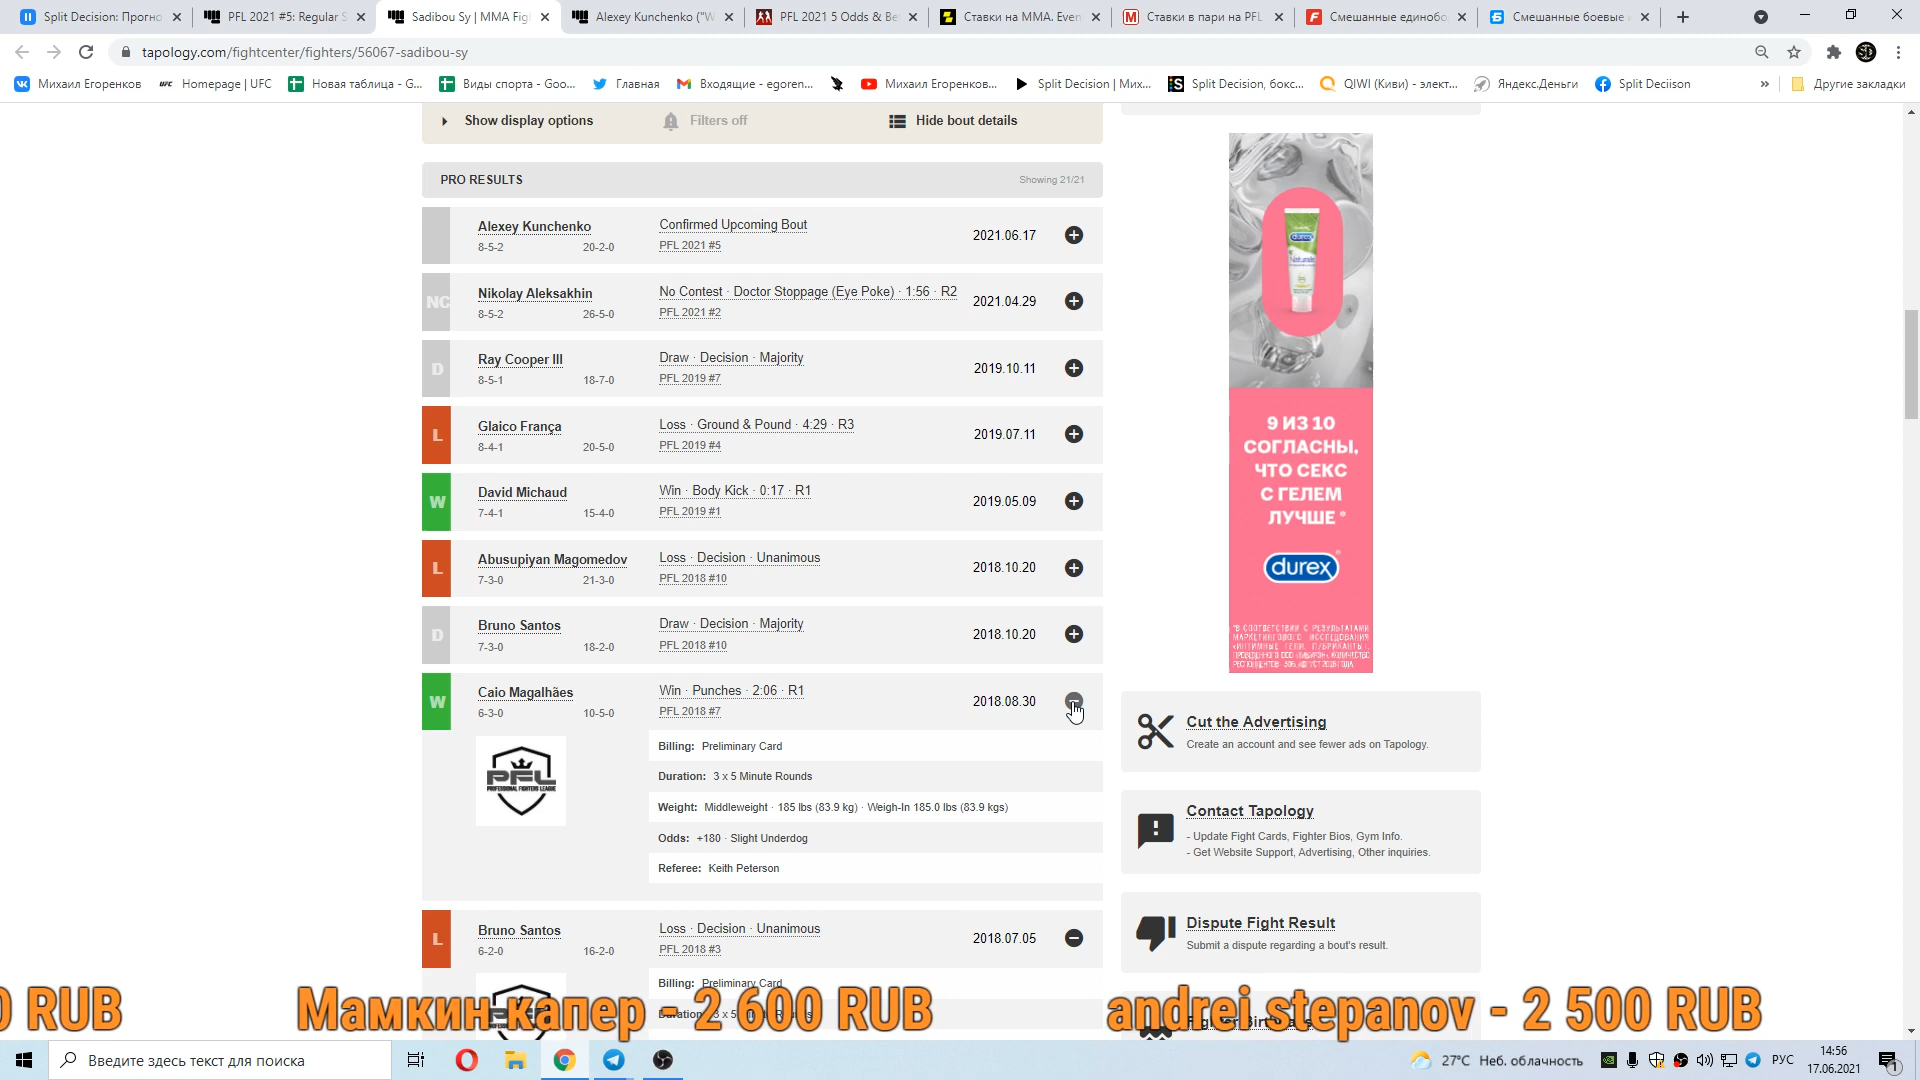 Split Decision: Прогно
PFL 2021 #5: Regular S
Sadibou Sy | MMA Figh
Alexey Kunchenko ("W
PFL 2021 5 Odds & Be
Ставки на ММА. Even
Ставки в пари на PFL
Смешанные единобо
Смешанные боевые
tapology.com/fightcenter/fighters/56067-sadibou-sy
Михаил Егоренков
UFC Homepage | UFC
Новая таблица - G...
Виды спорта - Goo...
Главная
Входящие - egoren...
Михаил Егоренков...
Split Decision | Мих...
Split Decision, бокс...
QIWI (Киви) - элект...
Яндекс.Деньги
Split Deciison
»
Другие закладки
Show display options
Filters off
Hide bout details
PRO RESULTS
Showing 21/21
Alexey Kunchenko
Confirmed Upcoming Bout
2021.06.17
8-5-2 20-2-0
PFL 2021 #5
NC
Nikolay Aleksakhin
No Contest · Doctor Stoppage (Eye Poke) · 1:56 · R2
2021.04.29
8-5-2 26-5-0
PFL 2021 #2
D
Ray Cooper III
Draw · Decision · Majority
2019.10.11
8-5-1 18-7-0
PFL 2019 #7
L
Glaico França
Loss · Ground & Pound · 4:29 · R3
2019.07.11
8-4-1 20-5-0
PFL 2019 #4
W
David Michaud
Win · Body Kick · 0:17 · R1
2019.05.09
7-4-1 15-4-0
PFL 2019 #1
L
Abusupiyan Magomedov
Loss · Decision · Unanimous
2018.10.20
7-3-0 21-3-0
PFL 2018 #10
D
Bruno Santos
Draw · Decision · Majority
2018.10.20
7-3-0 18-2-0
PFL 2018 #10
W
Caio Magalhães
Win · Punches · 2:06 · R1
2018.08.30
6-3-0 10-5-0
PFL 2018 #7
PFL
PROFESSIONAL FIGHTERS LEAGUE
Billing: Preliminary Card
Duration: 3 x 5 Minute Rounds
Weight: Middleweight · 185 lbs (83.9 kg) · Weigh-In 185.0 lbs (83.9 kgs)
Odds: +180 · Slight Underdog
Referee: Keith Peterson
L
Bruno Santos
Loss · Decision · Unanimous
2018.07.05
6-2-0 16-2-0
PFL 2018 #3
Billing: Preliminary Card
durex
9 ИЗ 10
СОГЛАСНЫ,
ЧТО СЕКС
С ГЕЛЕМ
ЛУЧШЕ *
durex
Cut the Advertising
Create an account and see fewer ads on Tapology.
Contact Tapology
- Update Fight Cards, Fighter Bios, Gym Info.
- Get Website Support, Advertising, Other inquiries.
Dispute Fight Result
Submit a dispute regarding a bout's result.
0 RUB
Мамкин капер - 2 600 RUB
andrei stepanov - 2 500 RUB
Введите здесь текст для поиска
27°C Неб. облачность
РУС
14:56
17.06.2021
1